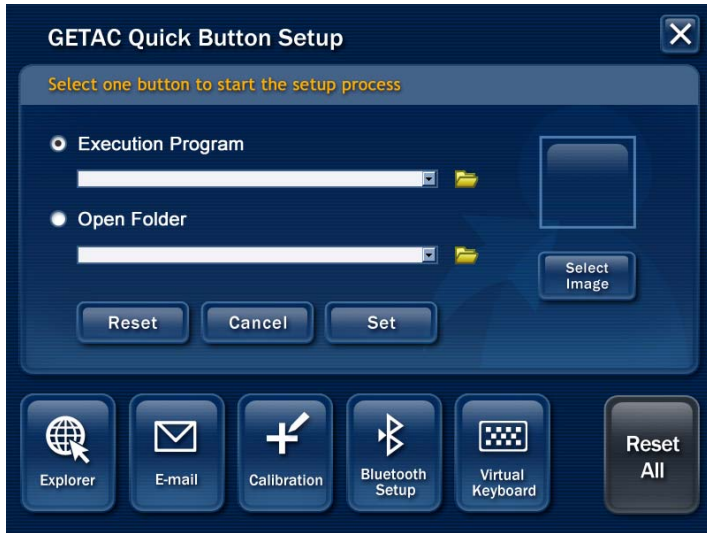 GETAC Quick Button Setup
Select one button to start the setup process
Execution Program
Open Folder
Select
Image
Reset
Cancel
Set
Explorer
E-mail
Calibration
Bluetooth
Setup
Virtual
Keyboard
Reset
All